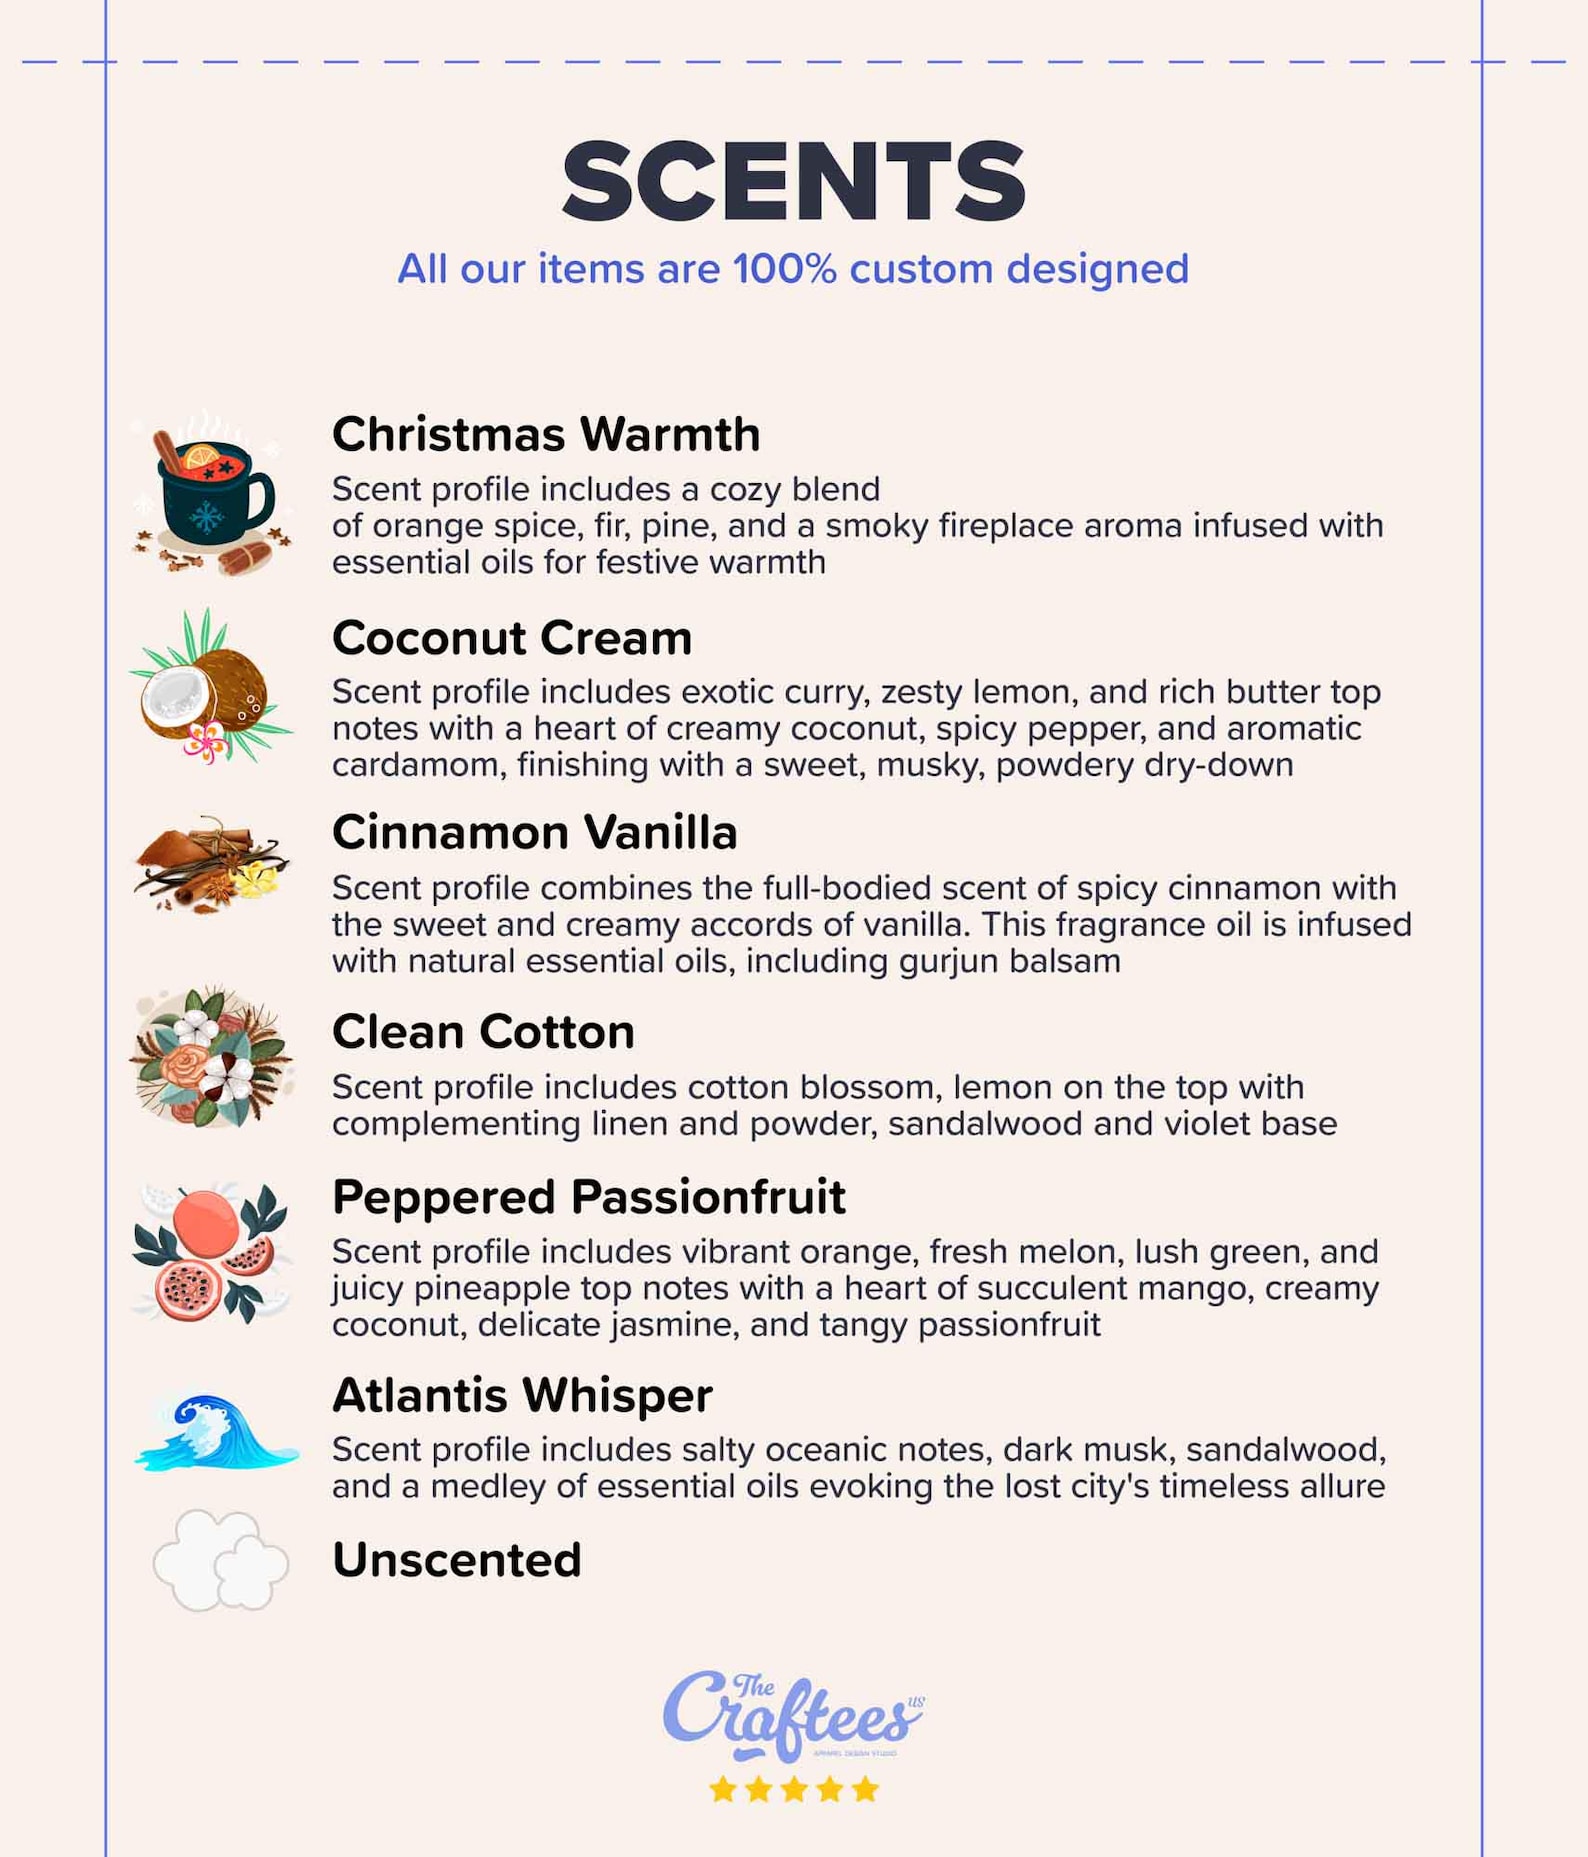 SCENTS
All our items are 100% custom designed
Christmas Warmth
Scent profile includes a cozy blend
of orange spice, fir, pine, and a smoky fireplace aroma infused with
essential oils for festive warmth
Coconut Cream
Scent profile includes exotic curry, zesty lemon, and rich butter top
notes with a heart of creamy coconut, spicy pepper, and aromatic
cardamom, finishing with a sweet, musky, powdery dry-down
Cinnamon Vanilla
Scent profile combines the full-bodied scent of spicy cinnamon with
the sweet and creamy accords of vanilla. This fragrance oil is infused
with natural essential oils, including gurjun balsam
Clean Cotton
Scent profile includes cotton blossom, lemon on the top with
complementing linen and powder, sandalwood and violet base
Peppered Passionfruit
Scent profile includes vibrant orange, fresh melon, lush green, and
juicy pineapple top notes with a heart of succulent mango, creamy
coconut, delicate jasmine, and tangy passionfruit
Atlantis Whisper
Scent profile includes salty oceanic notes, dark musk, sandalwood,
and a medley of essential oils evoking the lost city's timeless allure
Unscented
The
Craftees US
APPAREL DESIGN STUDIO